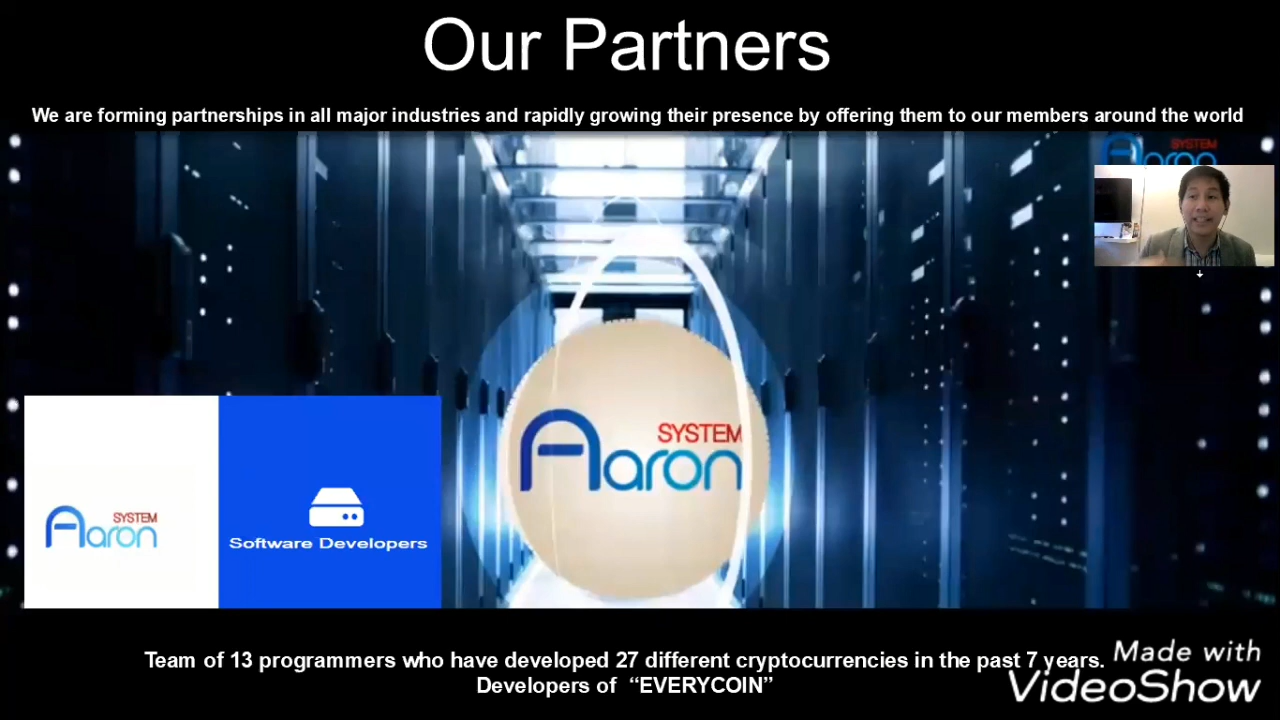 Our Partners
We are forming partnerships in all major industries and rapidly growing their presence by offering them to our members around the world
SYSTEM
Aaron
SYSTEM
Aaron
SYSTEM
Aaron
Software Developers
Team of 13 programmers who have developed 27 different cryptocurrencies in the past 7 years.
Developers of “EVERYCOIN”
Made with
VideoShow